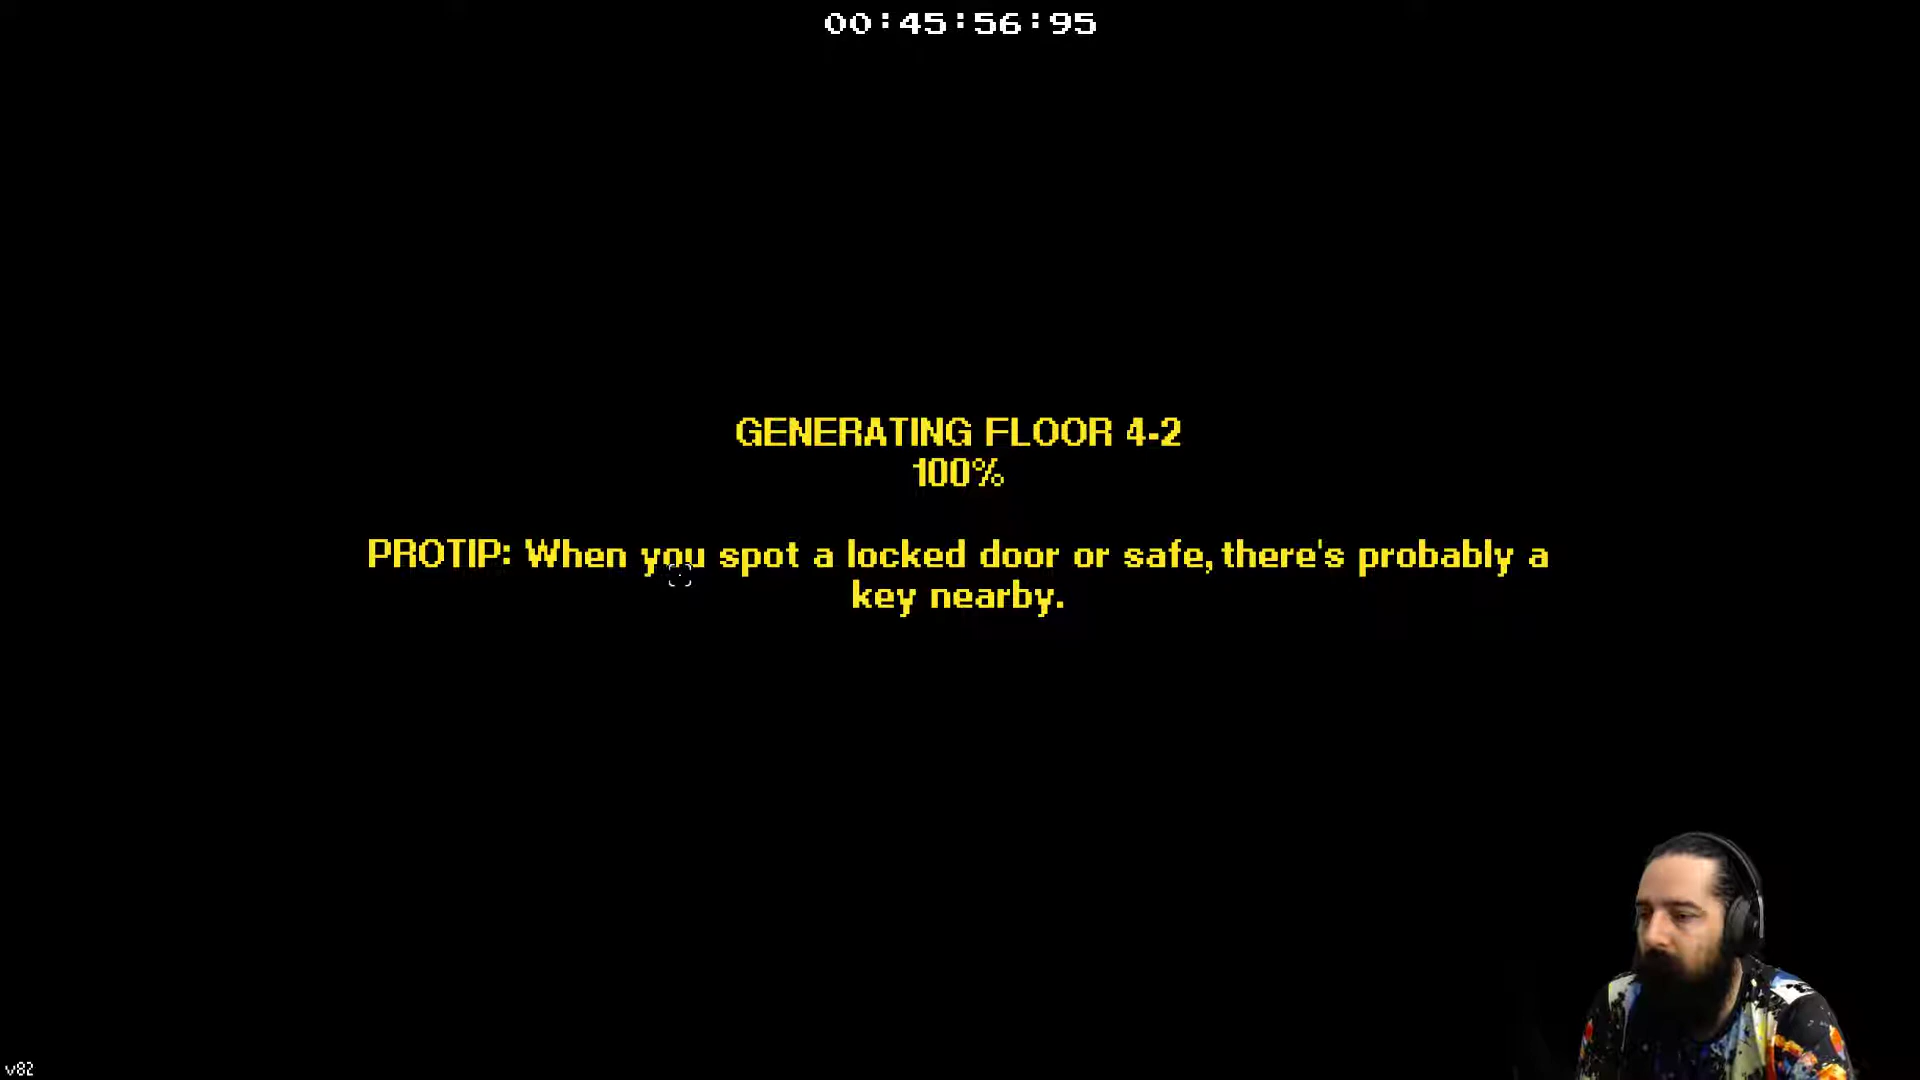 00:45:56:95
GENERATING FLOOR 4-2
100%
PROTIP: When you spot a locked door or safe, there's probably a
key nearby.
v82